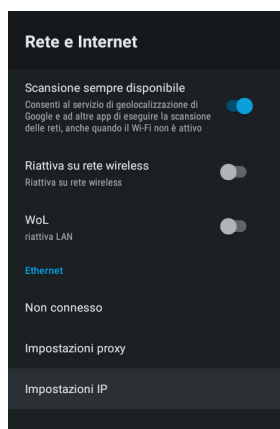 Rete e Internet
Scansione sempre disponibile
Consenti al servizio di geolocalizzazione di
Google e ad altre app di eseguire la scansione
delle reti, anche quando il Wi-Fi non è attivo
Riattiva su rete wireless
Riattiva su rete wireless
WoL
riattiva LAN
Ethernet
Non connesso
Impostazioni proxy
Impostazioni IP